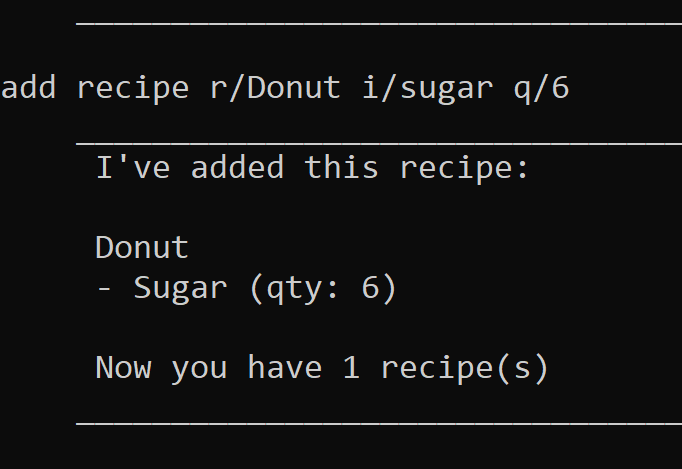 add recipe r/Donut i/sugar q/6
I've added this recipe:
Donut
- Sugar (qty: 6)
Now you have 1 recipe(s)